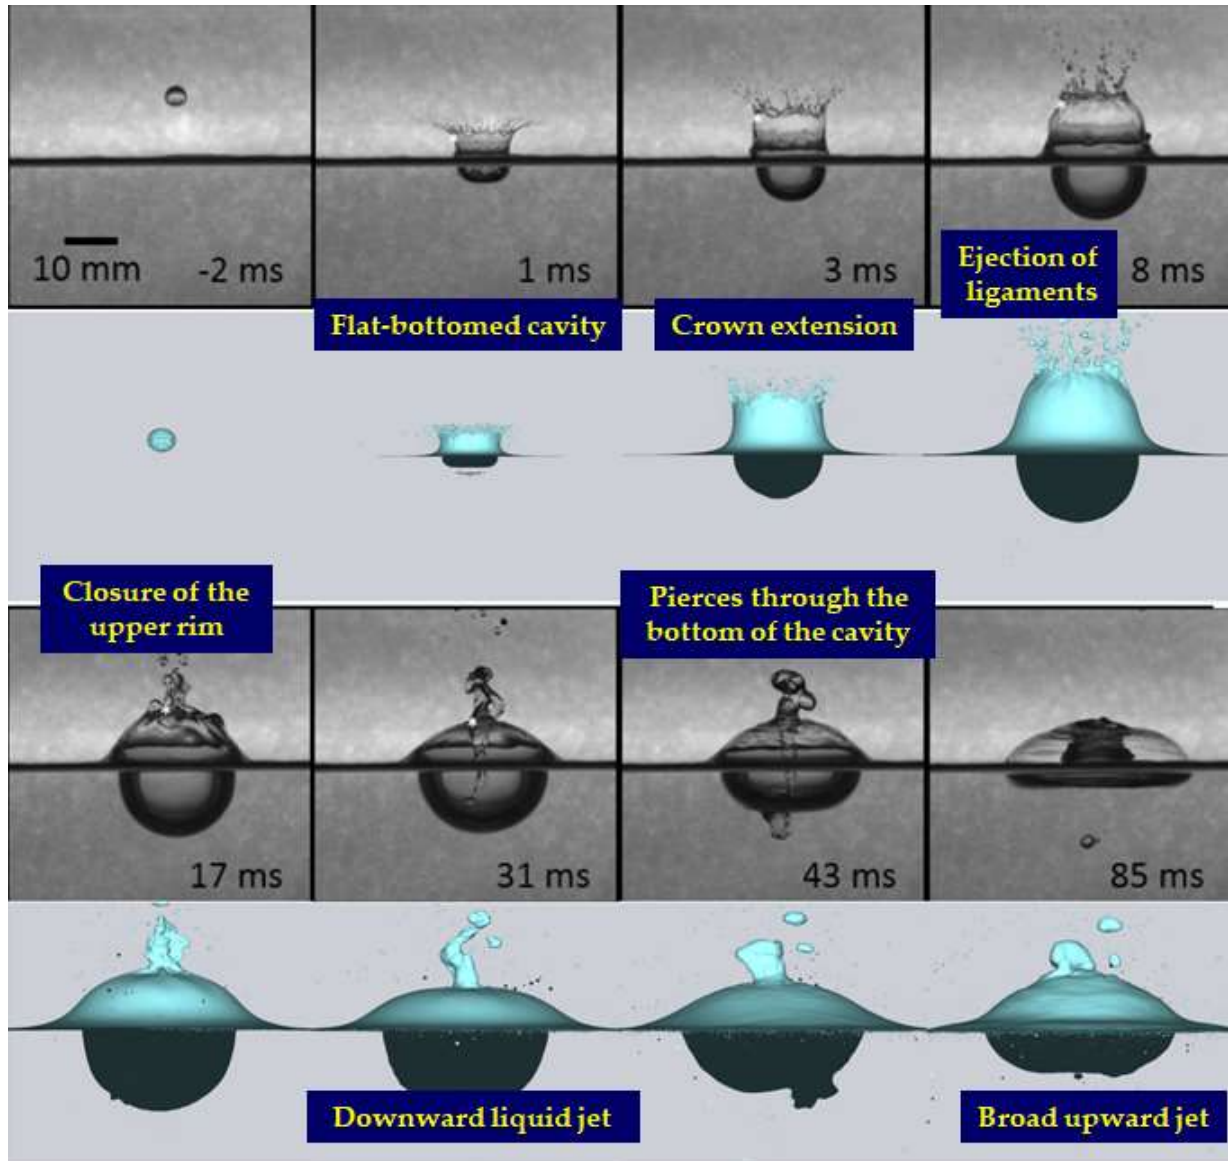 10 mm
-2 ms
1 ms
3 ms
8 ms
Ejection of
ligaments
Flat-bottomed cavity
Crown extension
Closure of the
upper rim
Pierces through the
bottom of the cavity
17 ms
31 ms
43 ms
85 ms
Downward liquid jet
Broad upward jet